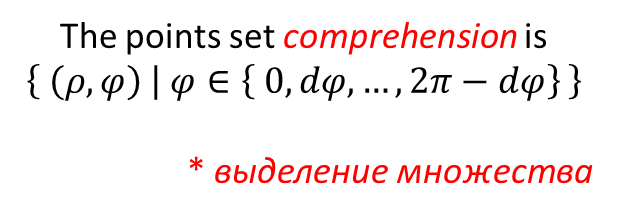 The points set comprehension is
{ (ρ, φ) | φ ∈ { 0, dφ, … , 2π − dφ} }
* выделение множества